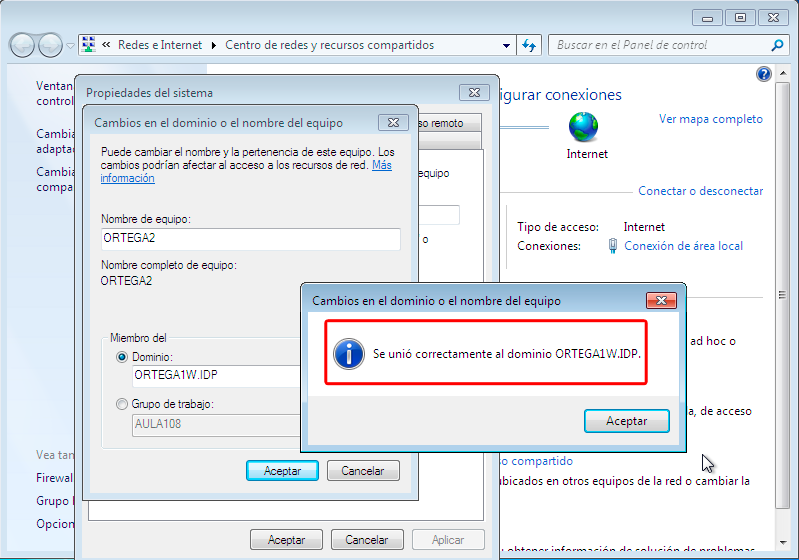 « Redes e Internet ▸ Centro de redes y recursos compartidos
Buscar en el Panel de control
Ventan
control
Cambia
adaptac
Cambia
compar
Vea tam
Firewal
Grupo
Opcion
Propiedades del sistema
so remoto
equipo
o
Cambios en el dominio o el nombre del equipo
Puede cambiar el nombre y la pertenencia de este equipo. Los
cambios podrían afectar al acceso a los recursos de red. Más
información
Nombre de equipo:
ORTEGA2
Nombre completo de equipo:
ORTEGA2
Miembro del
Dominio:
ORTEGA1W.IDP
Grupo de trabajo:
AULA108
Aceptar
Cancelar
Aceptar
Cancelar
Aplicar
Cambios en el dominio o el nombre del equipo
Se unió correctamente al dominio ORTEGA1W.IDP.
Aceptar
igurar conexiones
Ver mapa completo
Internet
Conectar o desconectar
Tipo de acceso: Internet
Conexiones: Conexión de área local
ad hoc o
a, de acceso
so compartido
ubicados en otros equipos de la red o cambiar la
u obtener información de solución de problemas